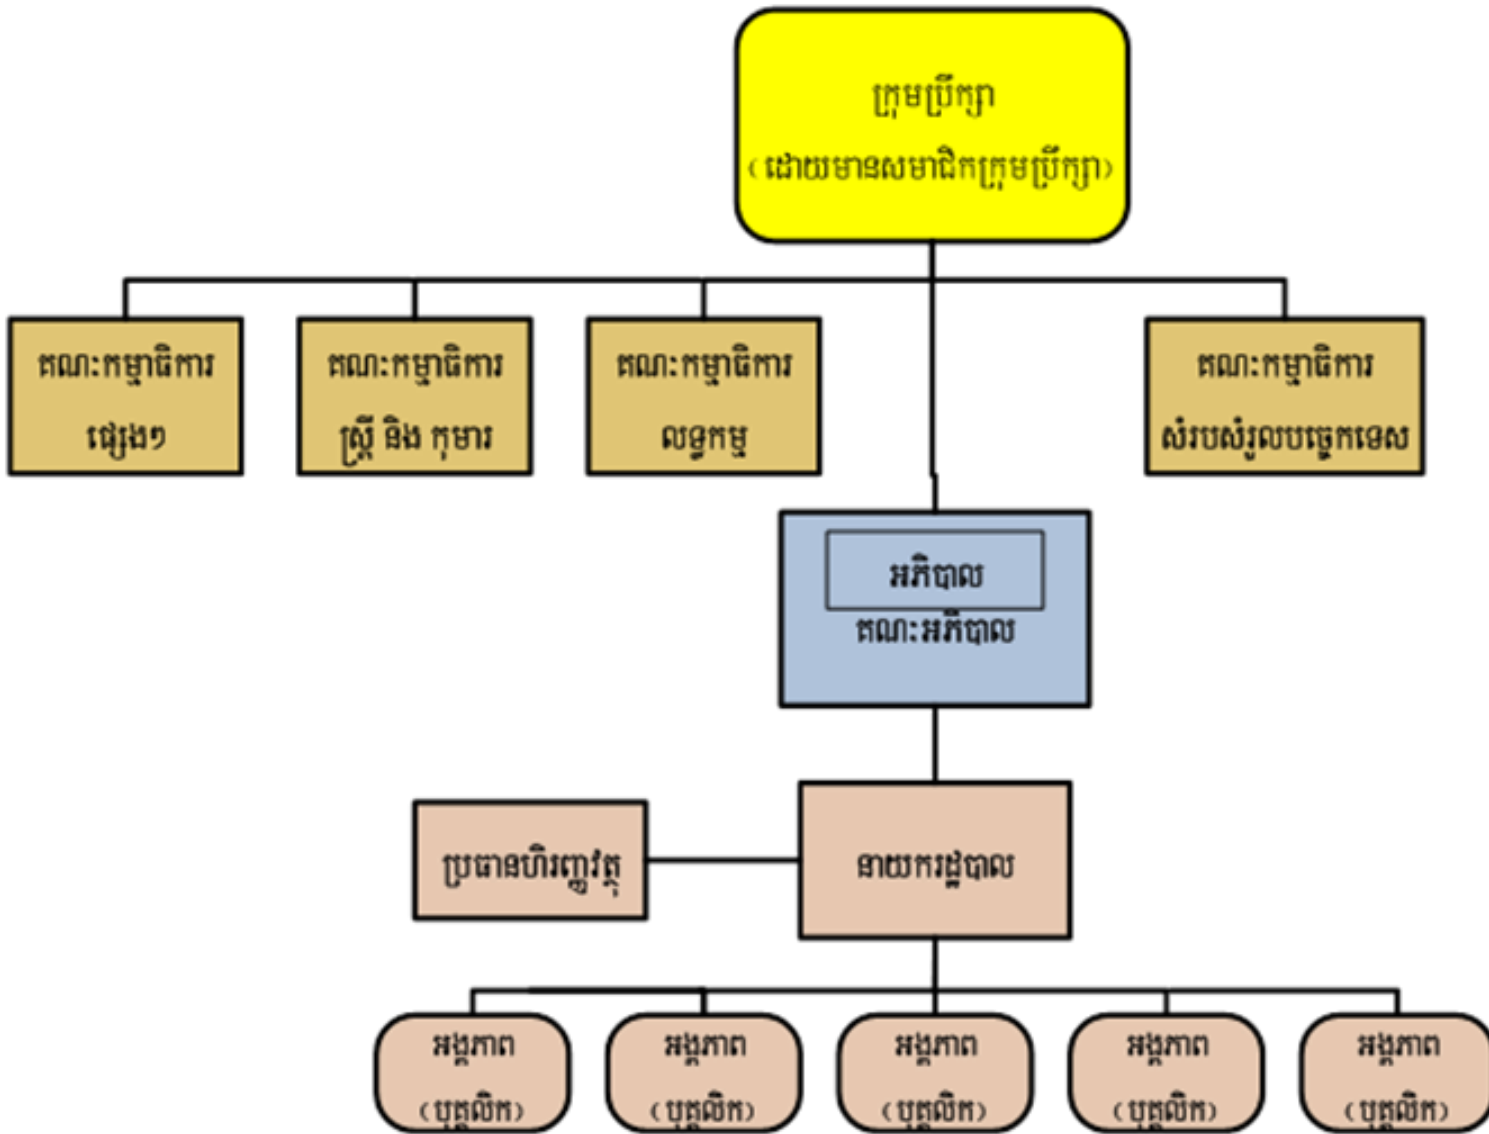 ក្រុមប្រឹក្សា
(ដោយមានសមាជិកក្រុមប្រឹក្សា)
គណៈកម្មាធិការ
ផ្សេងៗ
គណៈកម្មាធិការ
ស្ត្រី និង កុមារ
គណៈកម្មាធិការ
លទ្ធកម្ម
គណៈកម្មាធិការ
សំរបសំរួលបច្ចេកទេស
អភិបាល
គណៈអភិបាល
ប្រធានហិរញ្ញវត្ថុ
នាយករដ្ឋបាល
អង្គភាព
(បុគ្គលិក)
អង្គភាព
(បុគ្គលិក)
អង្គភាព
(បុគ្គលិក)
អង្គភាព
(បុគ្គលិក)
អង្គភាព
(បុគ្គលិក)